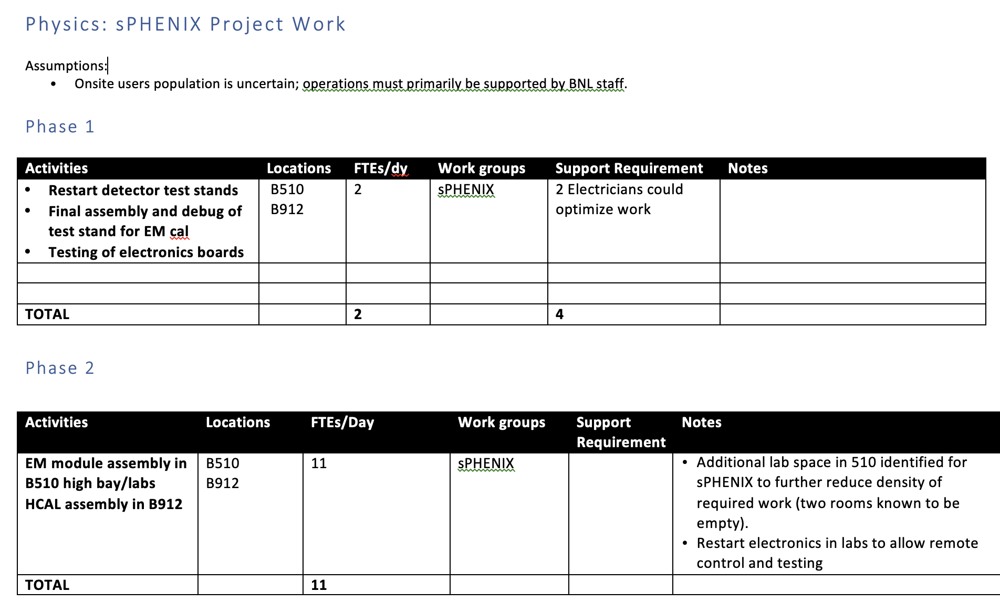 Physics: sPHENIX Project Work
Assumptions:
• Onsite users population is uncertain; operations must primarily be supported by BNL staff.
Phase 1
Activities Locations FTEs/dy Work groups Support Requirement Notes
• Restart detector test stands B510 2 sPHENIX 2 Electricians could
• Final assembly and debug of B912 optimize work
test stand for EM cal
• Testing of electronics boards
TOTAL 2 4
Phase 2
Activities Locations FTEs/Day Work groups Support Notes
Requirement
EM module assembly in B510 11 sPHENIX • Additional lab space in 510 identified for
B510 high bay/labs B912 sPHENIX to further reduce density of
HCAL assembly in B912 required work (two rooms known to be
empty).
• Restart electronics in labs to allow remote
control and testing
TOTAL 11